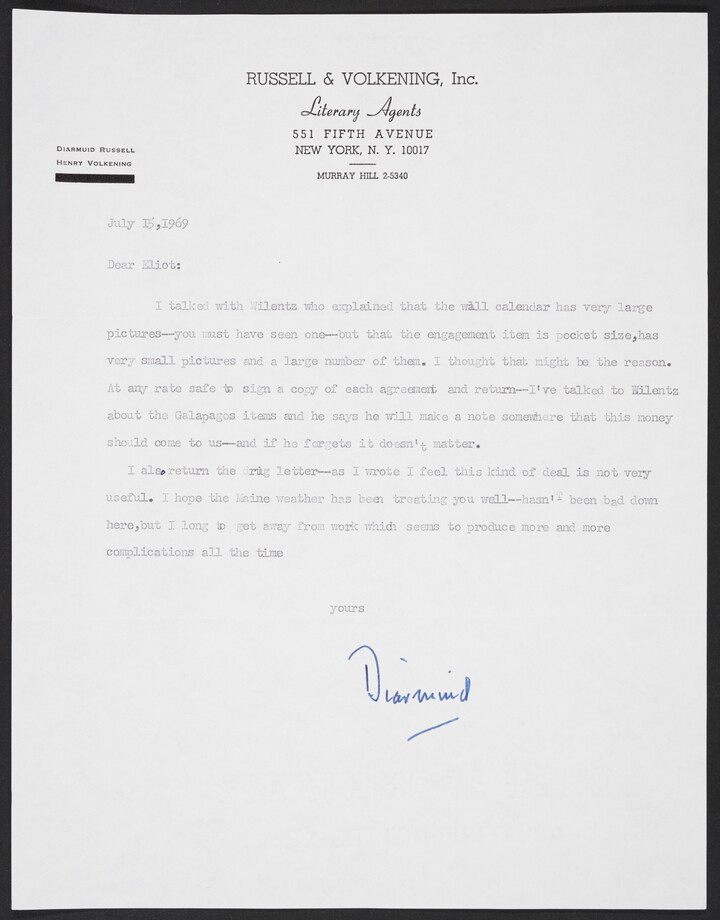 RUSSELL & VOLKENING, Inc.
Literary Agents
551 FIFTH AVENUE
NEW YORK, N. Y. 10017
MURRAY HILL 2-5340
DIARMUID RUSSELL
HENRY VOLKENING
July 15,1969
Dear Eliot:
I talked with Wilentz who explained that the wall calendar has very large
pictures—you must have seen one—but that the engagement item is pocket size,has
very small pictures and a large number of them. I thought that might be the reason.
At any rate safe to sign a copy of each agreement and return—I've talked to Wilentz
about the Galapagos items and he says he will make a note somewhere that this money
should come to us—and if he forgets it doesn't matter.
I also return the drug letter—as I wrote I feel this kind of deal is not very
useful. I hope the Maine weather has been treating you well—hasn't been bad down
here,but I long to get away from work which seems to produce more and more
complications all the time
yours
Diarmuid